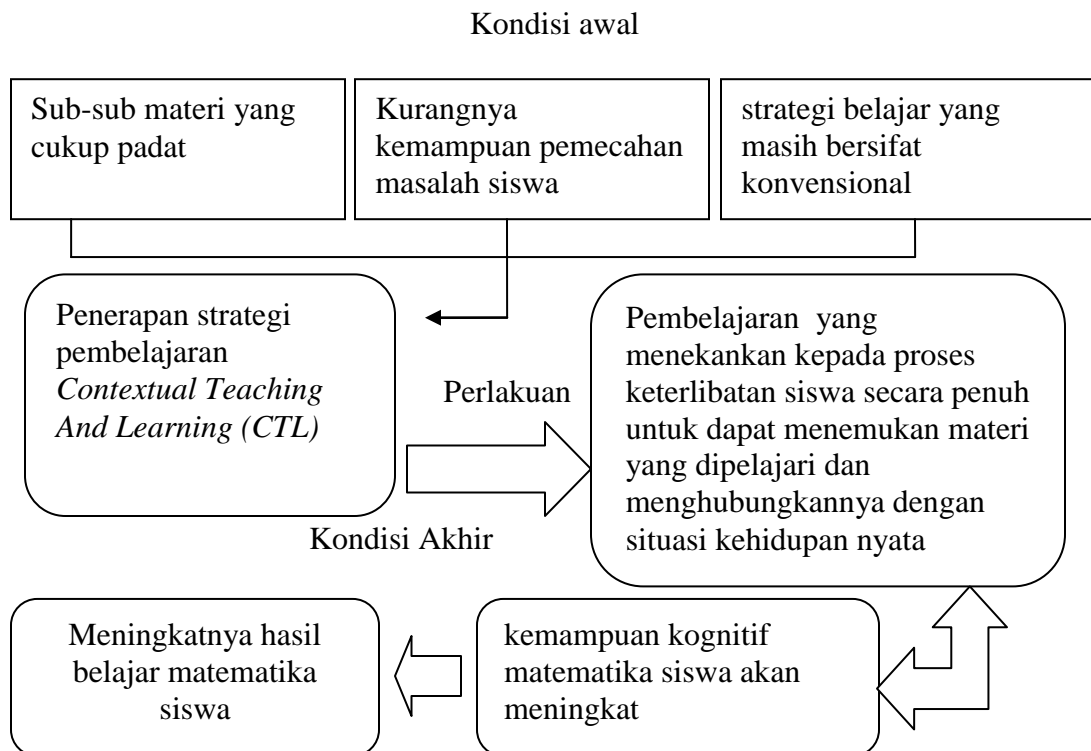 Kondisi awal
Sub-sub materi yang
cukup padat
Kurangnya
kemampuan pemecahan
masalah siswa
strategi belajar yang
masih bersifat
konvensional
Penerapan strategi
pembelajaran
Contextual Teaching
And Learning (CTL)
Perlakuan
Pembelajaran  yang
menekankan kepada proses
keterlibatan siswa secara penuh
untuk dapat menemukan materi
yang dipelajari dan
menghubungkannya dengan
situasi kehidupan nyata
Kondisi Akhir
Meningkatnya hasil
belajar matematika
siswa
kemampuan kognitif
matematika siswa akan
meningkat